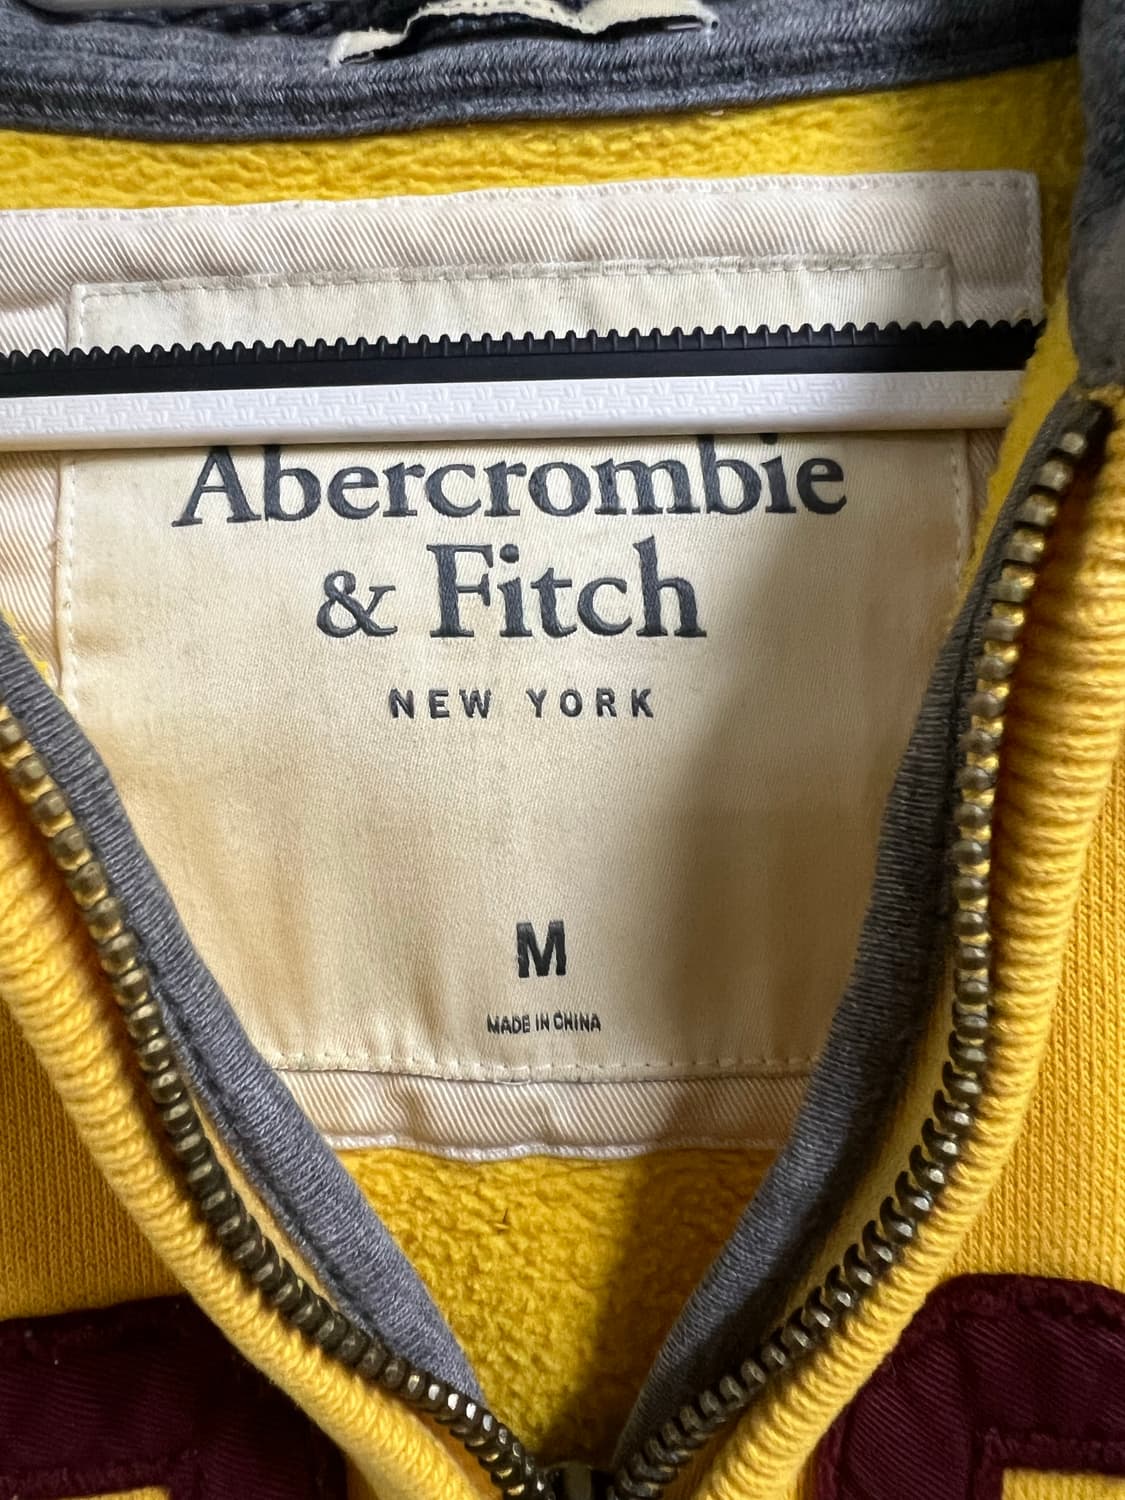 Abercrombie
& Fitch
NEW YORK
M
MADE IN CHINA